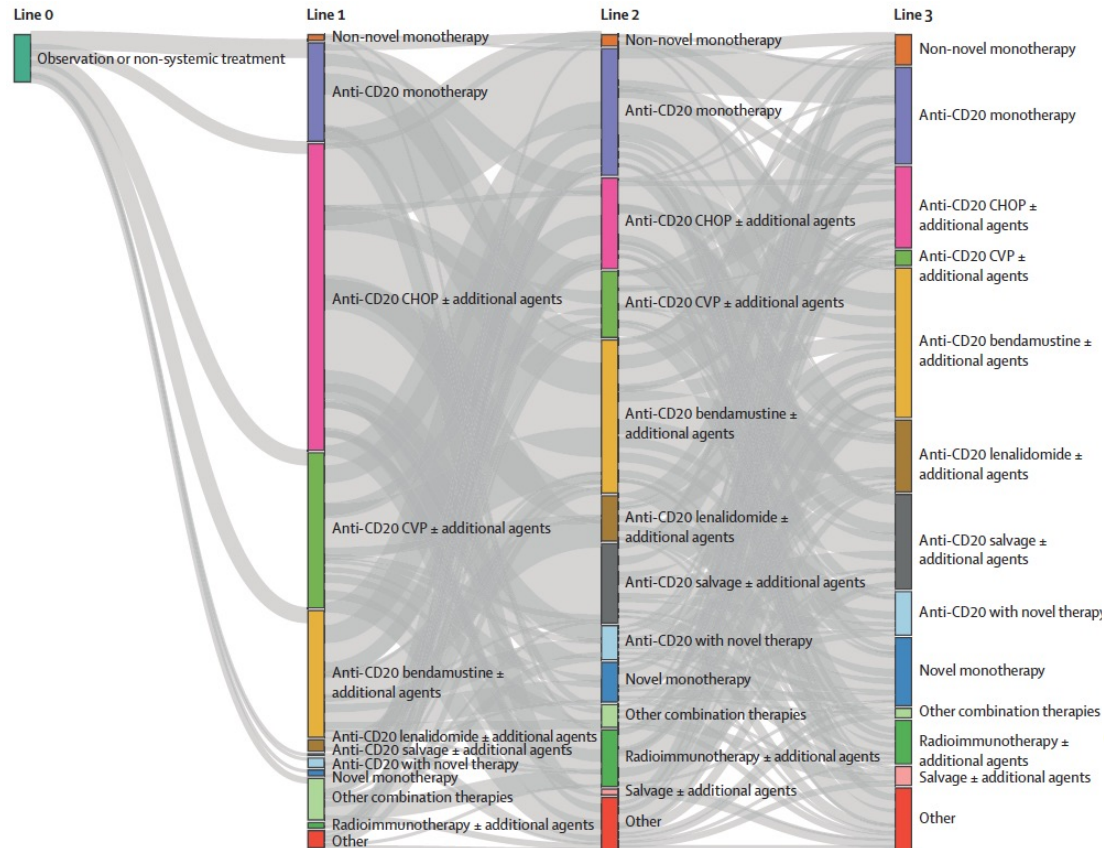 Line 0
Observation or non-systemic treatment
Line 1
Non-novel monotherapy
Anti-CD20 monotherapy
Anti-CD20 CHOP ± additional agents
Anti-CD20 CVP ± additional agents
Anti-CD20 bendamustine ±
additional agents
Anti-CD20 lenalidomide ± additional agents
Anti-CD20 salvage ± additional agents
Anti-CD20 with novel therapy
Novel monotherapy
Other combination therapies
Radioimmunotherapy ± additional agents
Other
Line 2
Non-novel monotherapy
Anti-CD20 monotherapy
Anti-CD20 CHOP ± additional agents
Anti-CD20 CVP ± additional agents
Anti-CD20 bendamustine ±
additional agents
Anti-CD20 lenalidomide ±
additional agents
Anti-CD20 salvage ± additional agents
Anti-CD20 with novel therapy
Novel monotherapy
Other combination therapies
Radioimmunotherapy ± additional agents
Salvage ± additional agents
Other
Line 3
Non-novel monotherapy
Anti-CD20 monotherapy
Anti-CD20 CHOP ±
additional agents
Anti-CD20 CVP ±
additional agents
Anti-CD20 bendamustine ±
additional agents
Anti-CD20 lenalidomide ±
additional agents
Anti-CD20 salvage ±
additional agents
Anti-CD20 with novel therapy
Novel monotherapy
Other combination therapies
Radioimmunotherapy ±
additional agents
Salvage ± additional agents
Other